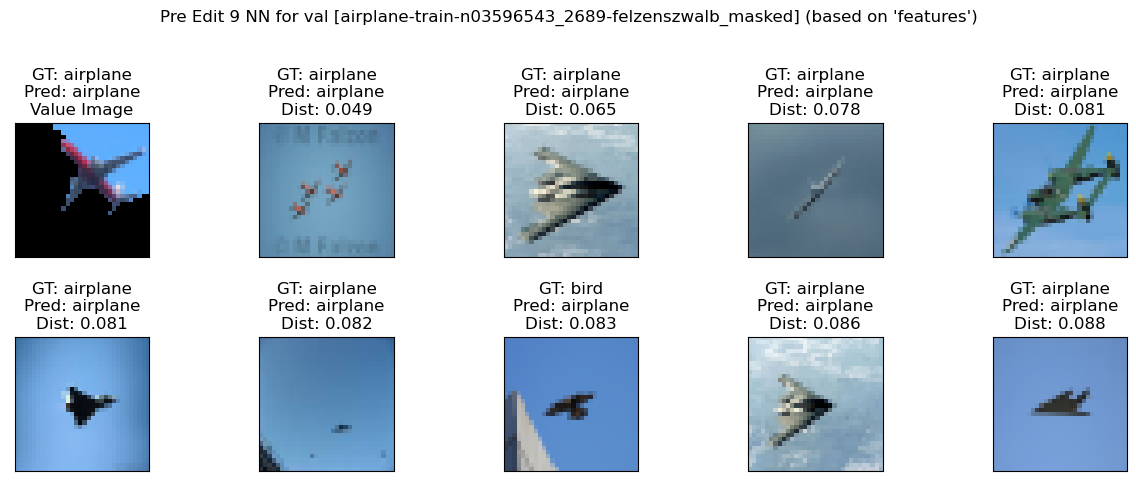 Pre Edit 9 NN for val [airplane-train-n03596543_2689-felzenszwalb_masked] (based on 'features')
GT: airplane
Pred: airplane
Value Image
GT: airplane
Pred: airplane
Dist: 0.049
GT: airplane
Pred: airplane
Dist: 0.065
GT: airplane
Pred: airplane
Dist: 0.078
GT: airplane
Pred: airplane
Dist: 0.081
© M Falzon
© M Falzon
GT: airplane
Pred: airplane
Dist: 0.081
GT: airplane
Pred: airplane
Dist: 0.082
GT: bird
Pred: airplane
Dist: 0.083
GT: airplane
Pred: airplane
Dist: 0.086
GT: airplane
Pred: airplane
Dist: 0.088